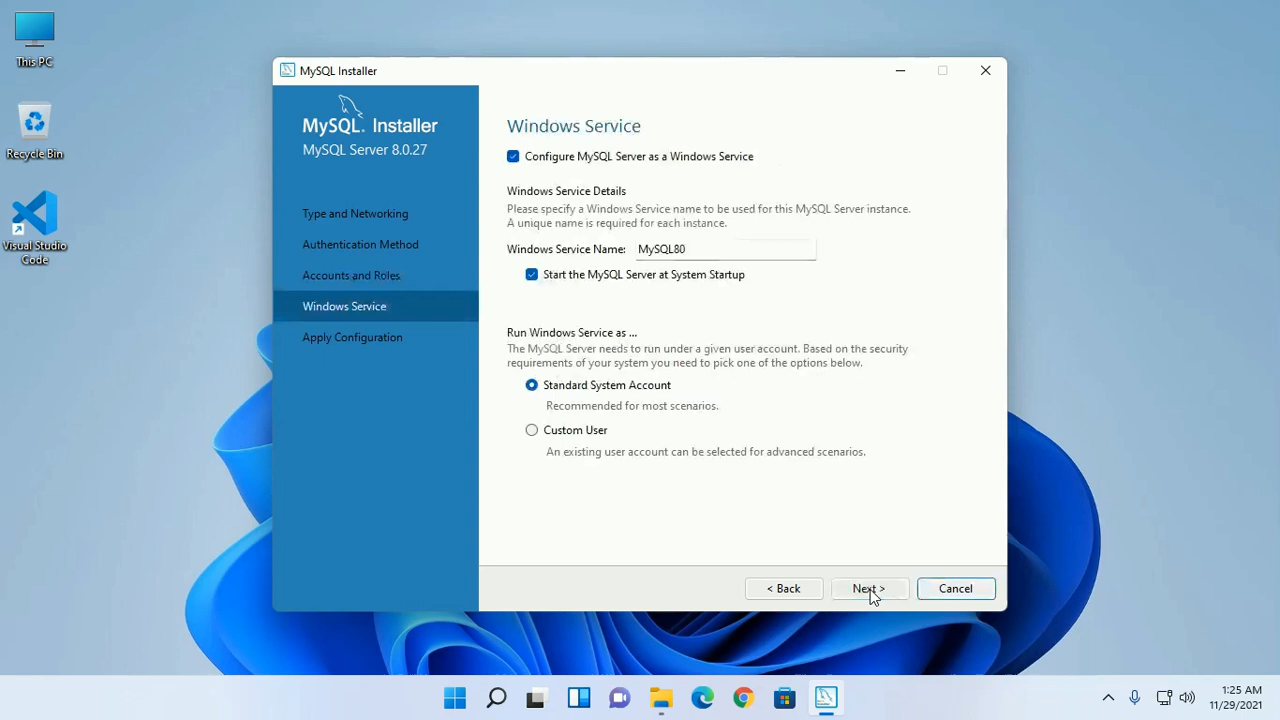 This PC
Recycle Bin
Visual Studio
Code
MySQL Installer
MySQL. Installer
MySQL Server 8.0.27
Type and Networking
Authentication Method
Accounts and Roles
Windows Service
Apply Configuration
Windows Service
Configure MySQL Server as a Windows Service
Windows Service Details
Please specify a Windows Service name to be used for this MySQL Server instance.
A unique name is required for each instance.
Windows Service Name: MySQL80
Start the MySQL Server at System Startup
Run Windows Service as ...
The MySQL Server needs to run under a given user account. Based on the security
requirements of your system you need to pick one of the options below.
Standard System Account
Recommended for most scenarios.
Custom User
An existing user account can be selected for advanced scenarios.
< Back
Next >
Cancel
1:25 AM
11/29/2021